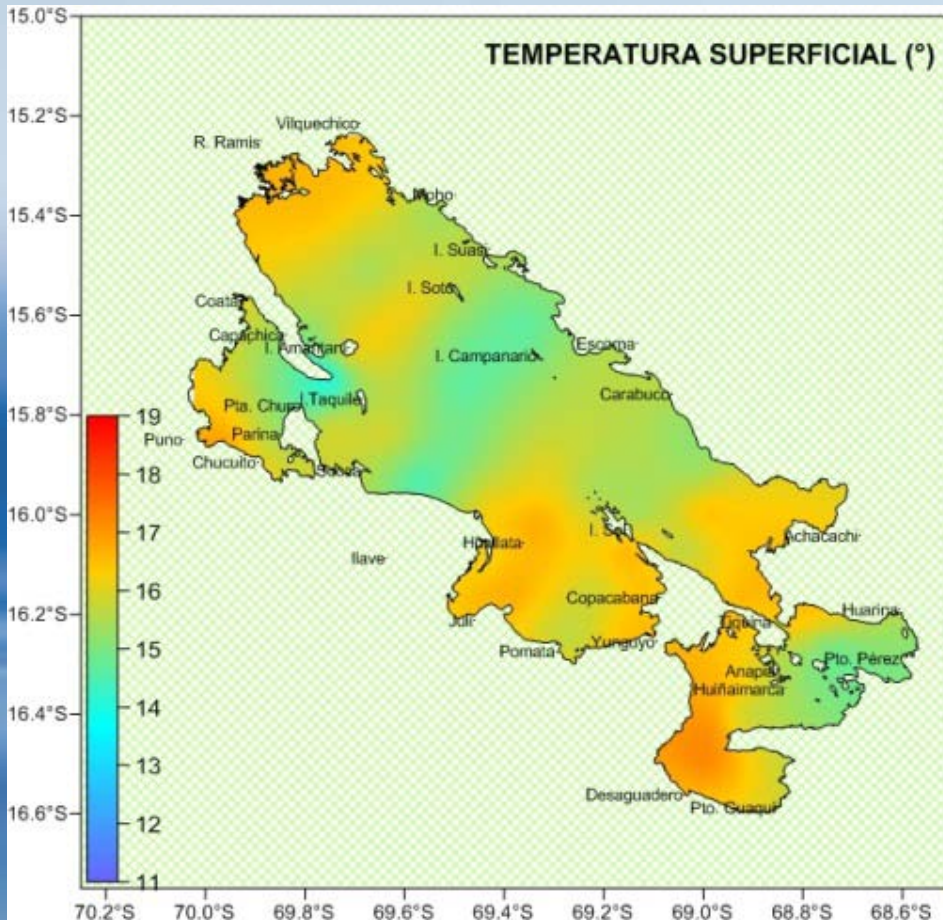 TEMPERATURA SUPERFICIAL (°)
15.0°S
15.2°S
15.4°S
15.6°S
15.8°S
16.0°S
16.2°S
16.4°S
16.6°S
Vilquechico
R. Ramis
Moho
I. Suasi
I. Soto
Coata
Capachica
I. Amantani
I. Campanario
Escoma
I Taquile
Carabuco
Pta. Churo
Puno
Parina
Chucuito
I. Sol
Achacachi
Huallata
Ilave
Copacabana
Huarina
Juli
Tiquina
Pomata
Yunguyo
Pto. Pérez
Anapia
Huiñaimarca
Desaguadero
Pto. Guaqui
19
18
17
16
15
14
13
12
11
70.2°S
70.0°S
69.8°S
69.6°S
69.4°S
69.2°S
69.0°S
68.8°S
68.6°S